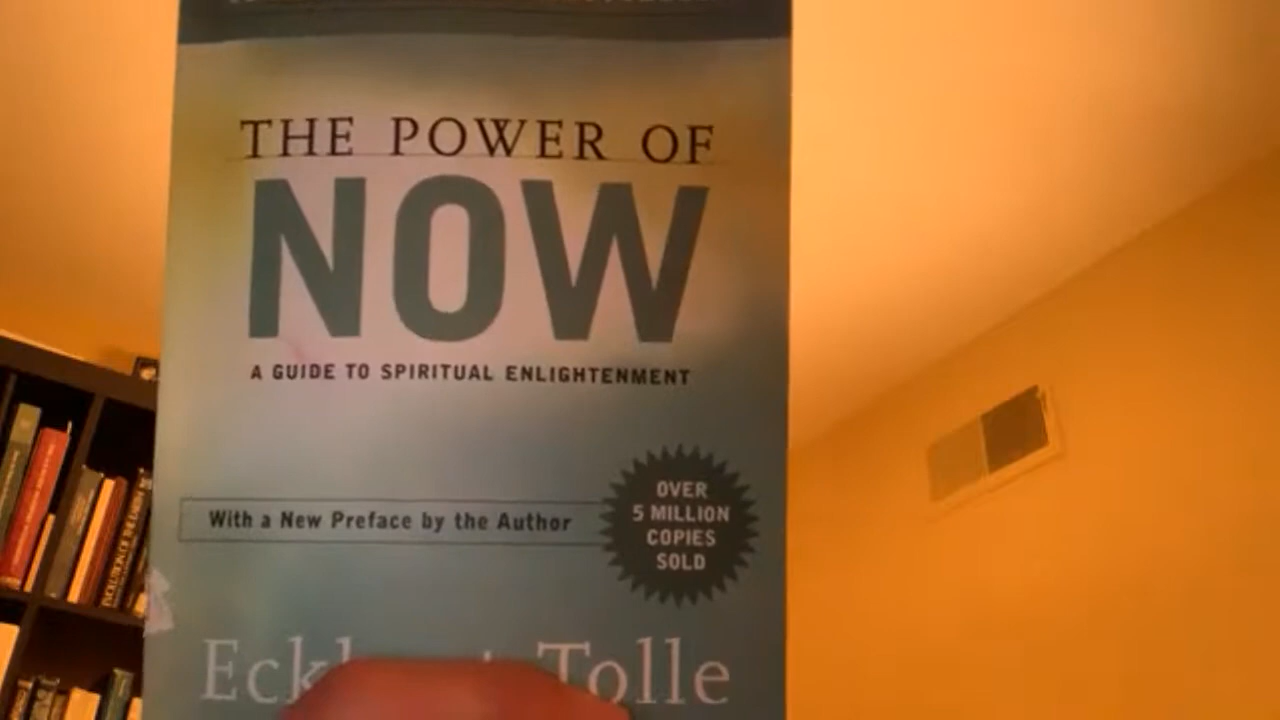 THE POWER OF
NOW
A GUIDE TO SPIRITUAL ENLIGHTENMENT
With a New Preface by the Author
OVER
5 MILLION
COPIES
SOLD
Tolle